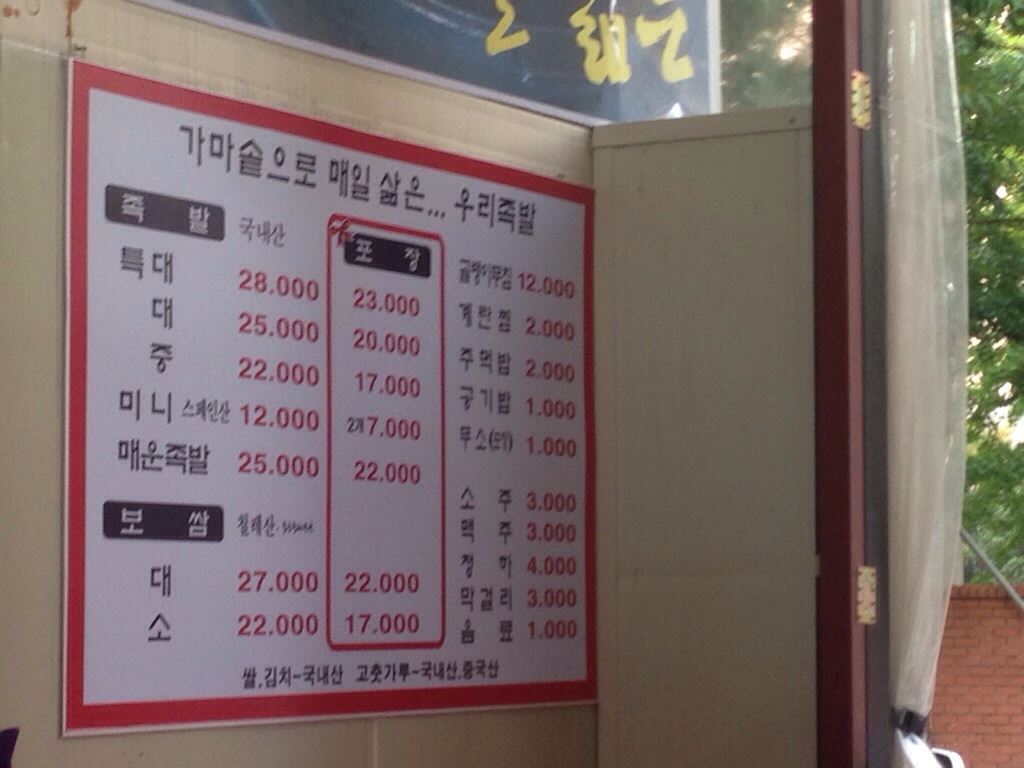 가마솥으로 매일 삶은... 우리족발
족 발 국내산 포 장
특대 28.000 23.000
대 25.000 20.000
중 22.000 17.000
미니 스페인산 12.000 2개 7.000
매운족발 25.000 22.000
보 쌈 칠레산
대 27.000 22.000
소 22.000 17.000
골뱅이무침 12.000
계란찜 2.000
주먹밥 2.000
공기밥 1.000
1.000
소 주 3.000
맥 주 3.000
청 하 4.000
막걸리 3.000
음 료 1.000
쌀,김치~국내산 고춧가루~국내산,중국산